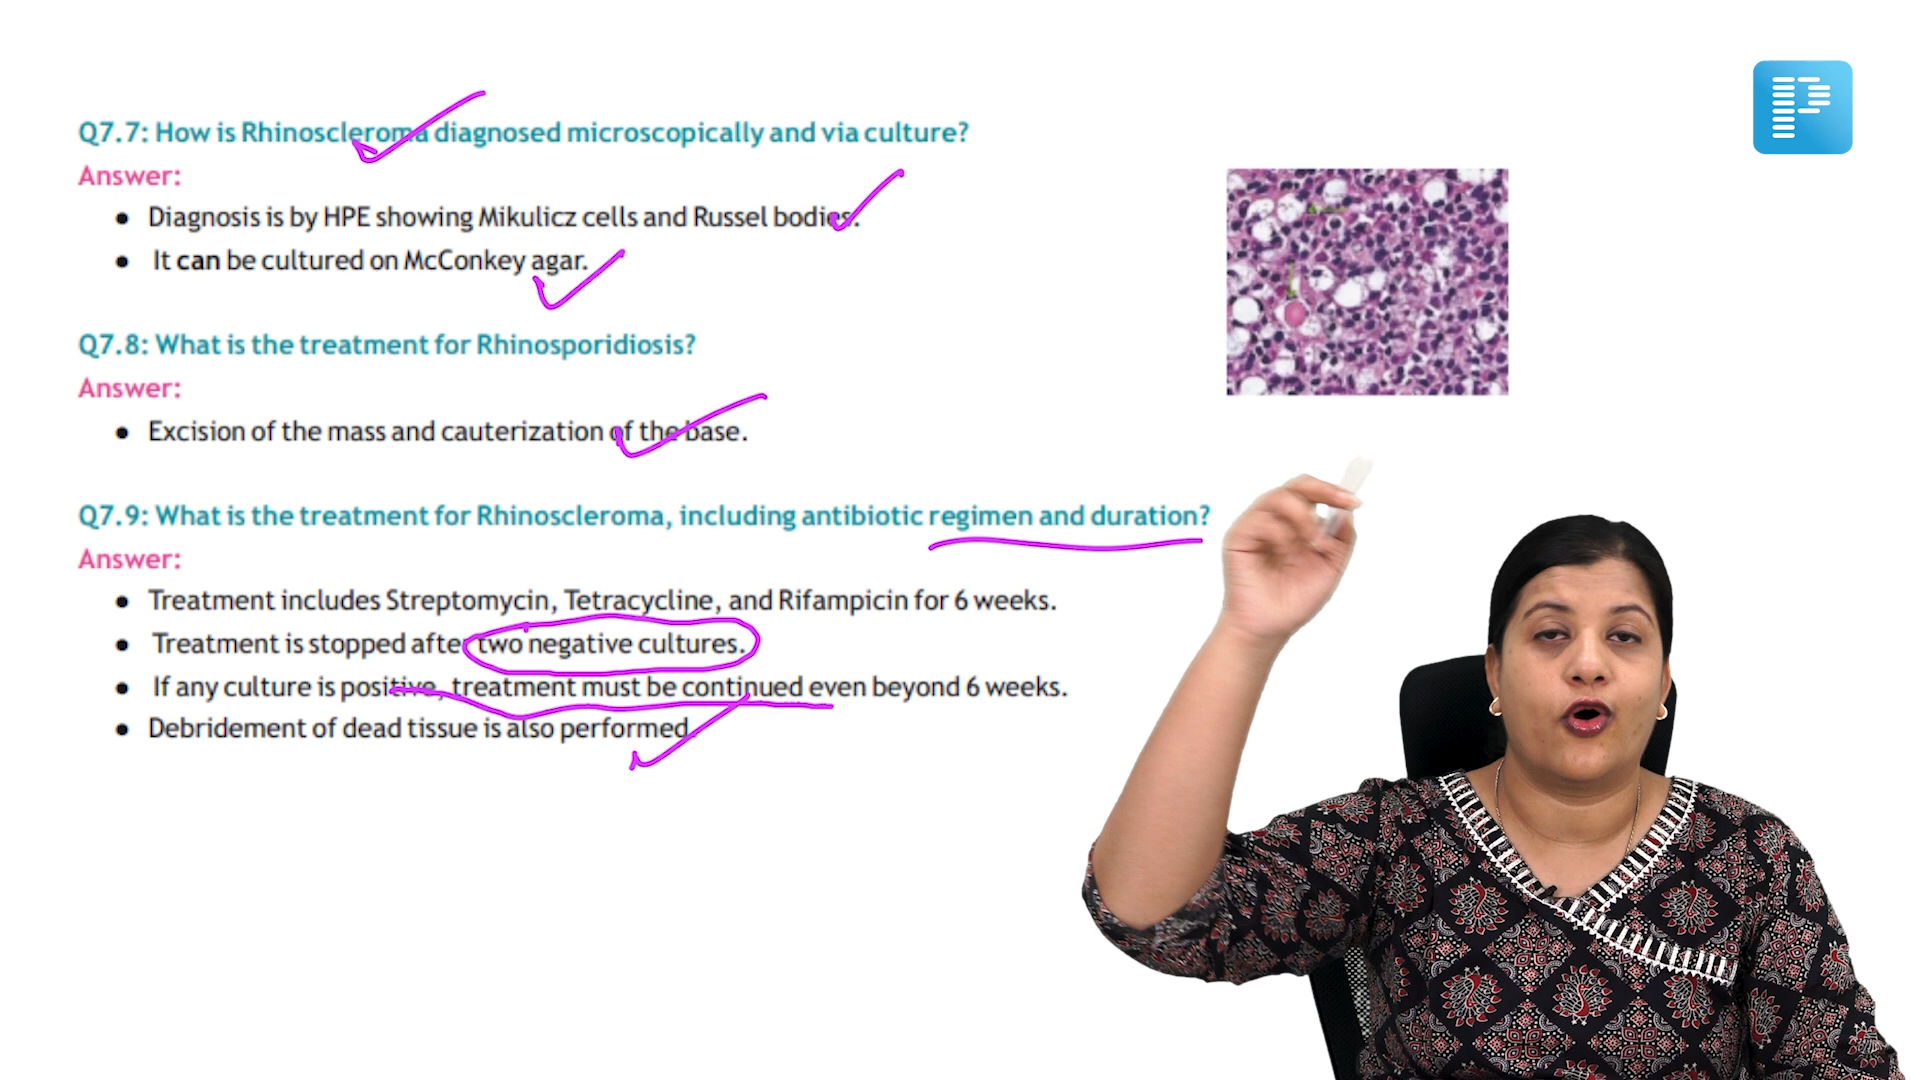 Q7.7: How is Rhinoscleroma diagnosed microscopically and via culture?
Answer:
● Diagnosis is by HPE showing Mikulicz cells and Russel bodies.
● It can be cultured on McConkey agar.
Q7.8: What is the treatment for Rhinosporidiosis?
Answer:
● Excision of the mass and cauterization of the base.
Q7.9: What is the treatment for Rhinoscleroma, including antibiotic regimen and duration?
Answer:
● Treatment includes Streptomycin, Tetracycline, and Rifampicin for 6 weeks.
● Treatment is stopped after two negative cultures.
● If any culture is positive, treatment must be continued even beyond 6 weeks.
● Debridement of dead tissue is also performed.